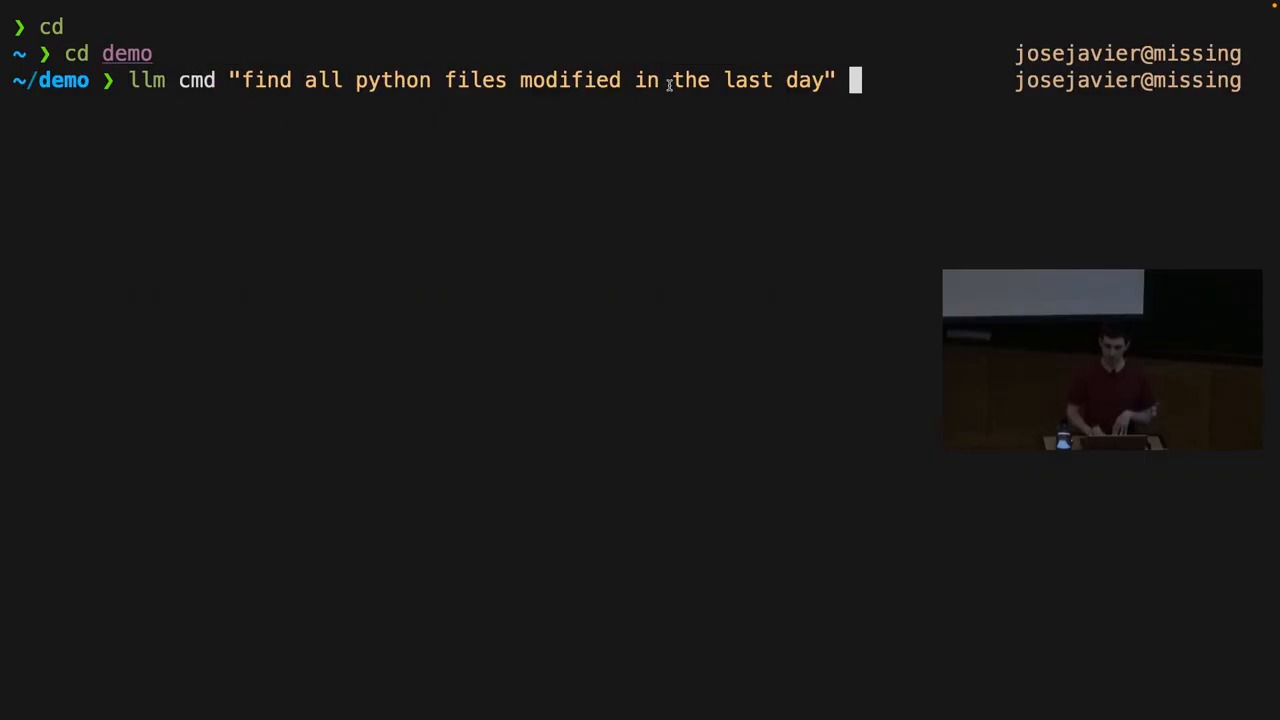 ❯ cd
~ ❯ cd demo josejavier@missing
~/demo ❯ llm cmd "find all python files modified in the last day" josejavier@missing